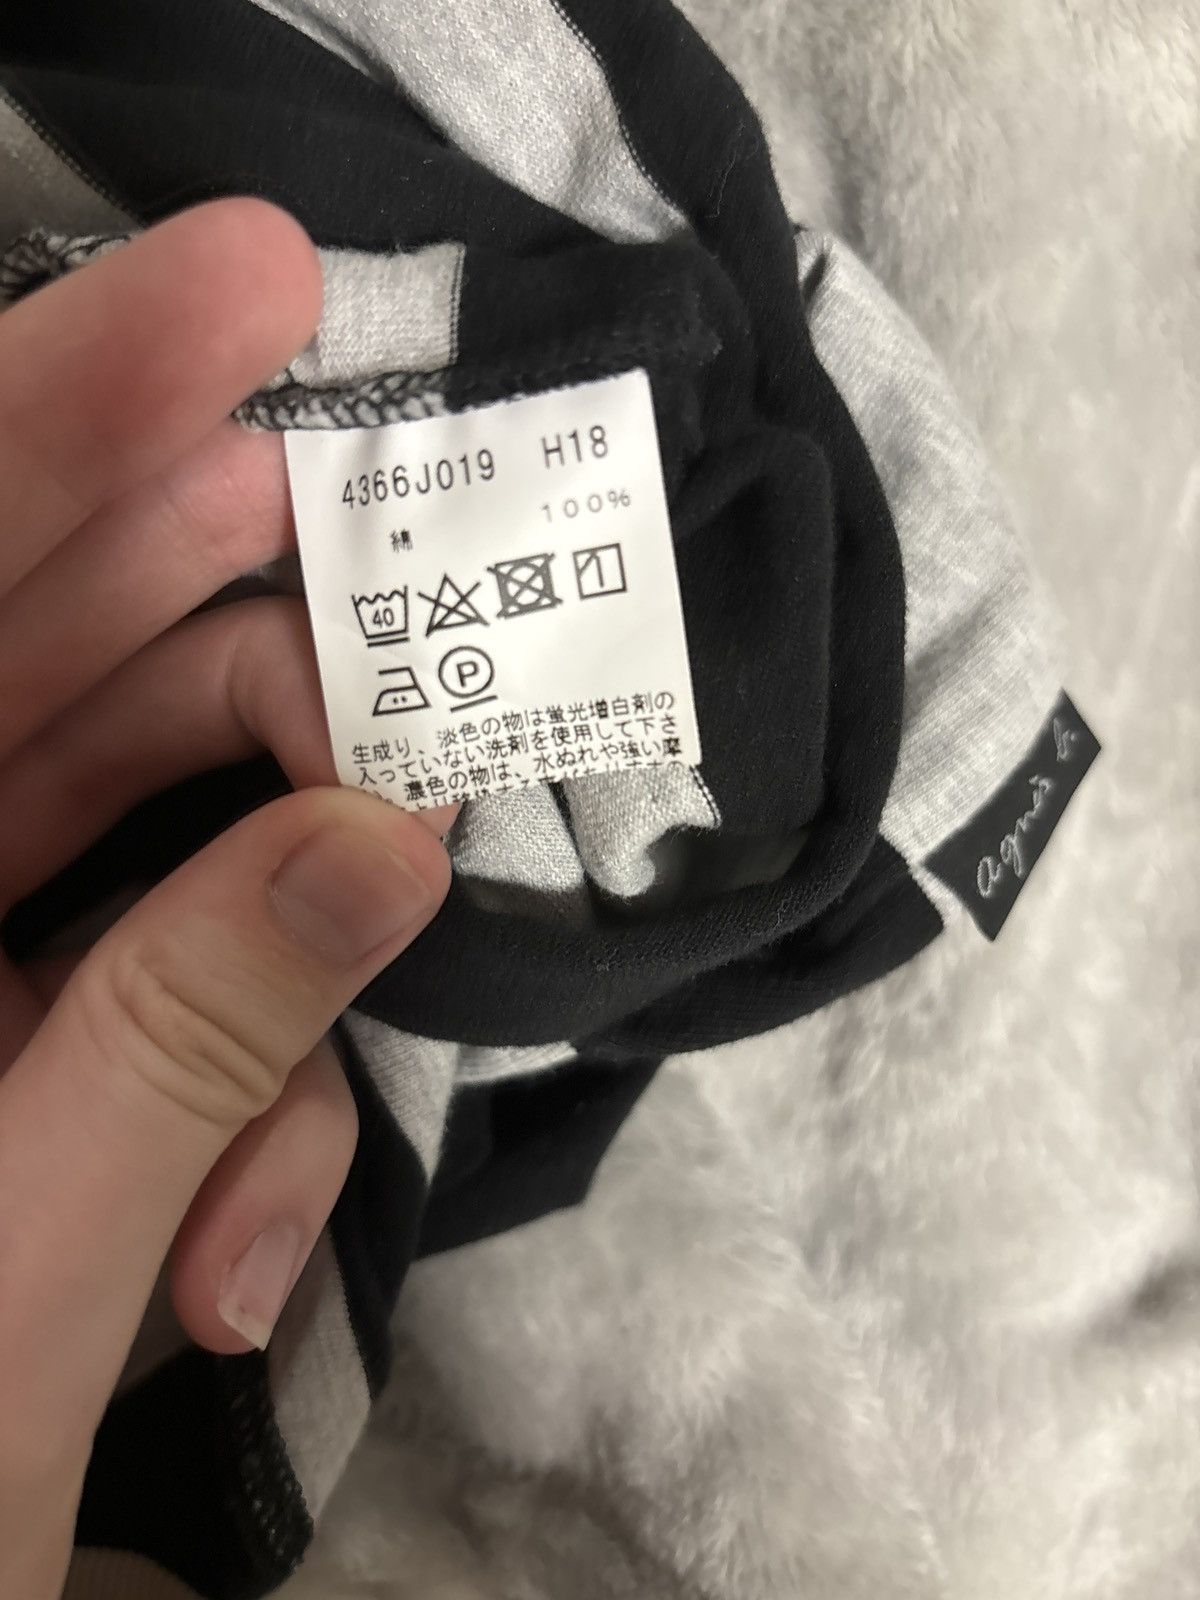 4366J019 H18
綿 100%
40
P
生成り、淡色の物は蛍光増白剤の
入っていない洗剤を使用して下さ
い。濃色の物は、水ぬれや強い摩
agnès b.